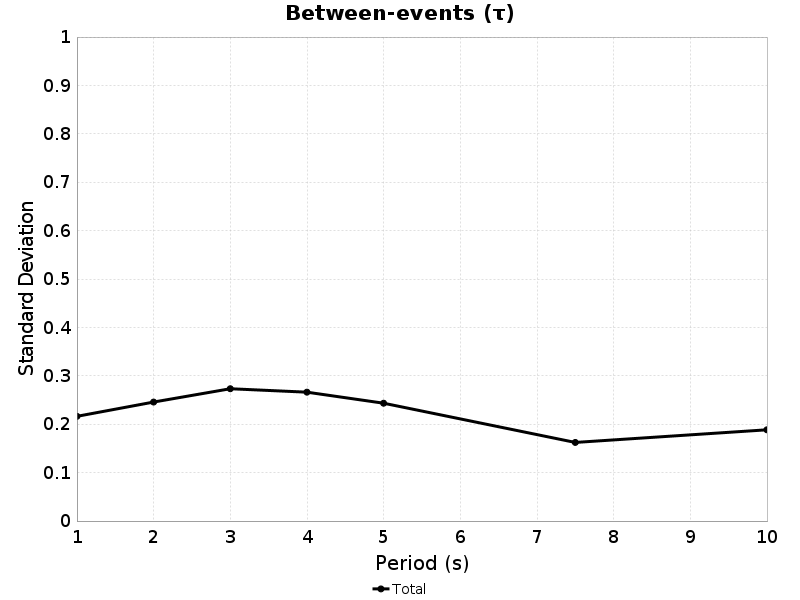 Between-events (τ)
1
0.9
0.8
0.7
0.6
0.5
0.4
0.3
0.2
0.1
0
Standard Deviation
1 2 3 4 5 6 7 8 9 10
Period (s)
Total